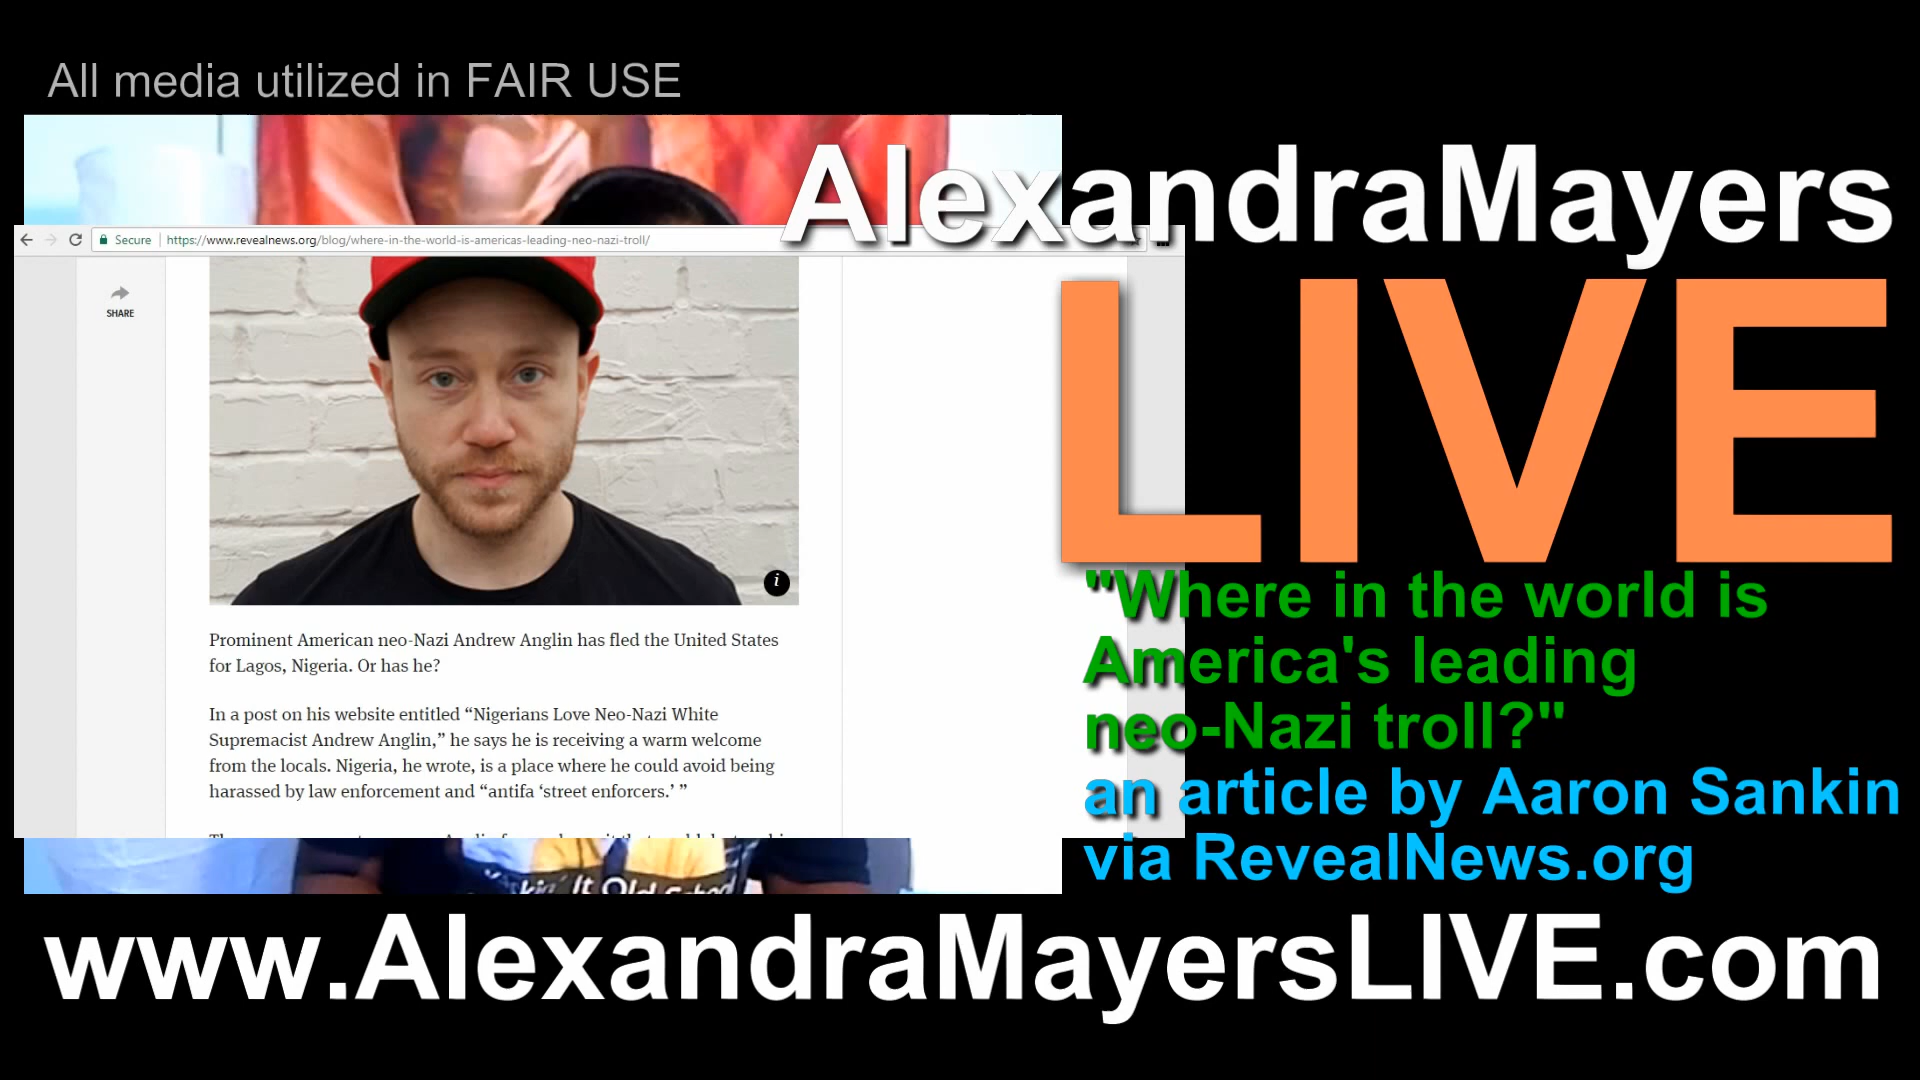 All media utilized in FAIR USE
AlexandraMayers
LIVE
Secure
https://www.revealnews.org/blog/where-in-the-world-is-americas-leading-neo-nazi-troll/
SHARE
i
Prominent American neo-Nazi Andrew Anglin has fled the United States
for Lagos, Nigeria. Or has he?
In a post on his website entitled “Nigerians Love Neo-Nazi White
Supremacist Andrew Anglin,” he says he is receiving a warm welcome
from the locals. Nigeria, he wrote, is a place where he could avoid being
harassed by law enforcement and “antifa ‘street enforcers.’ ”
"Where in the world is
America's leading
neo-Nazi troll?"
an article by Aaron Sankin
via RevealNews.org
It Old School
www.AlexandraMayersLIVE.com